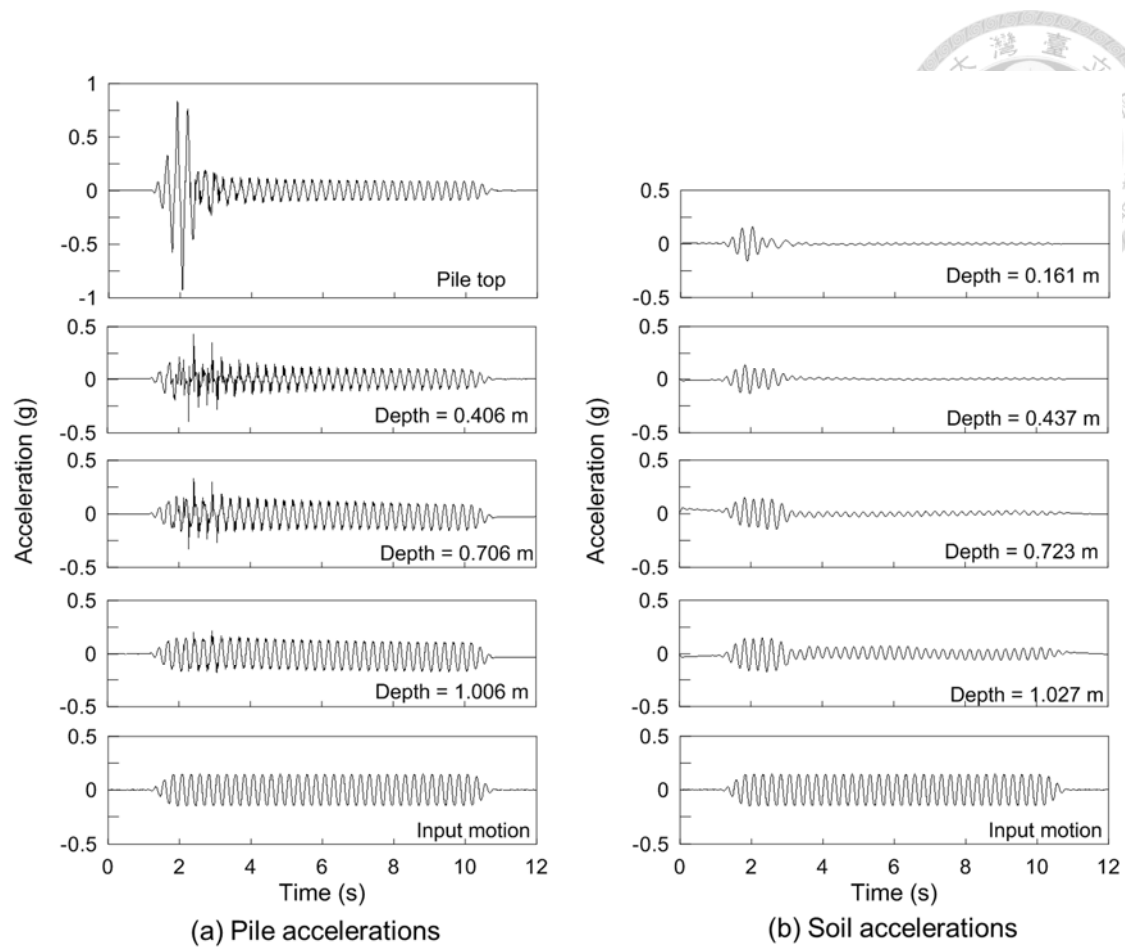 大 灣 臺
1
0.5
0
-0.5
-1
Pile top
0.5
0
-0.5
Depth = 0.406 m
0.5
0
-0.5
Depth = 0.706 m
0.5
0
-0.5
Depth = 1.006 m
0.5
0
-0.5
Input motion
0 2 4 6 8 10 12
Time (s)
Acceleration (g)
(a) Pile accelerations
0.5
0
-0.5
Depth = 0.161 m
0.5
0
-0.5
Depth = 0.437 m
0.5
0
-0.5
Depth = 0.723 m
0.5
0
-0.5
Depth = 1.027 m
0.5
0
-0.5
Input motion
0 2 4 6 8 10 12
Time (s)
Acceleration (g)
(b) Soil accelerations